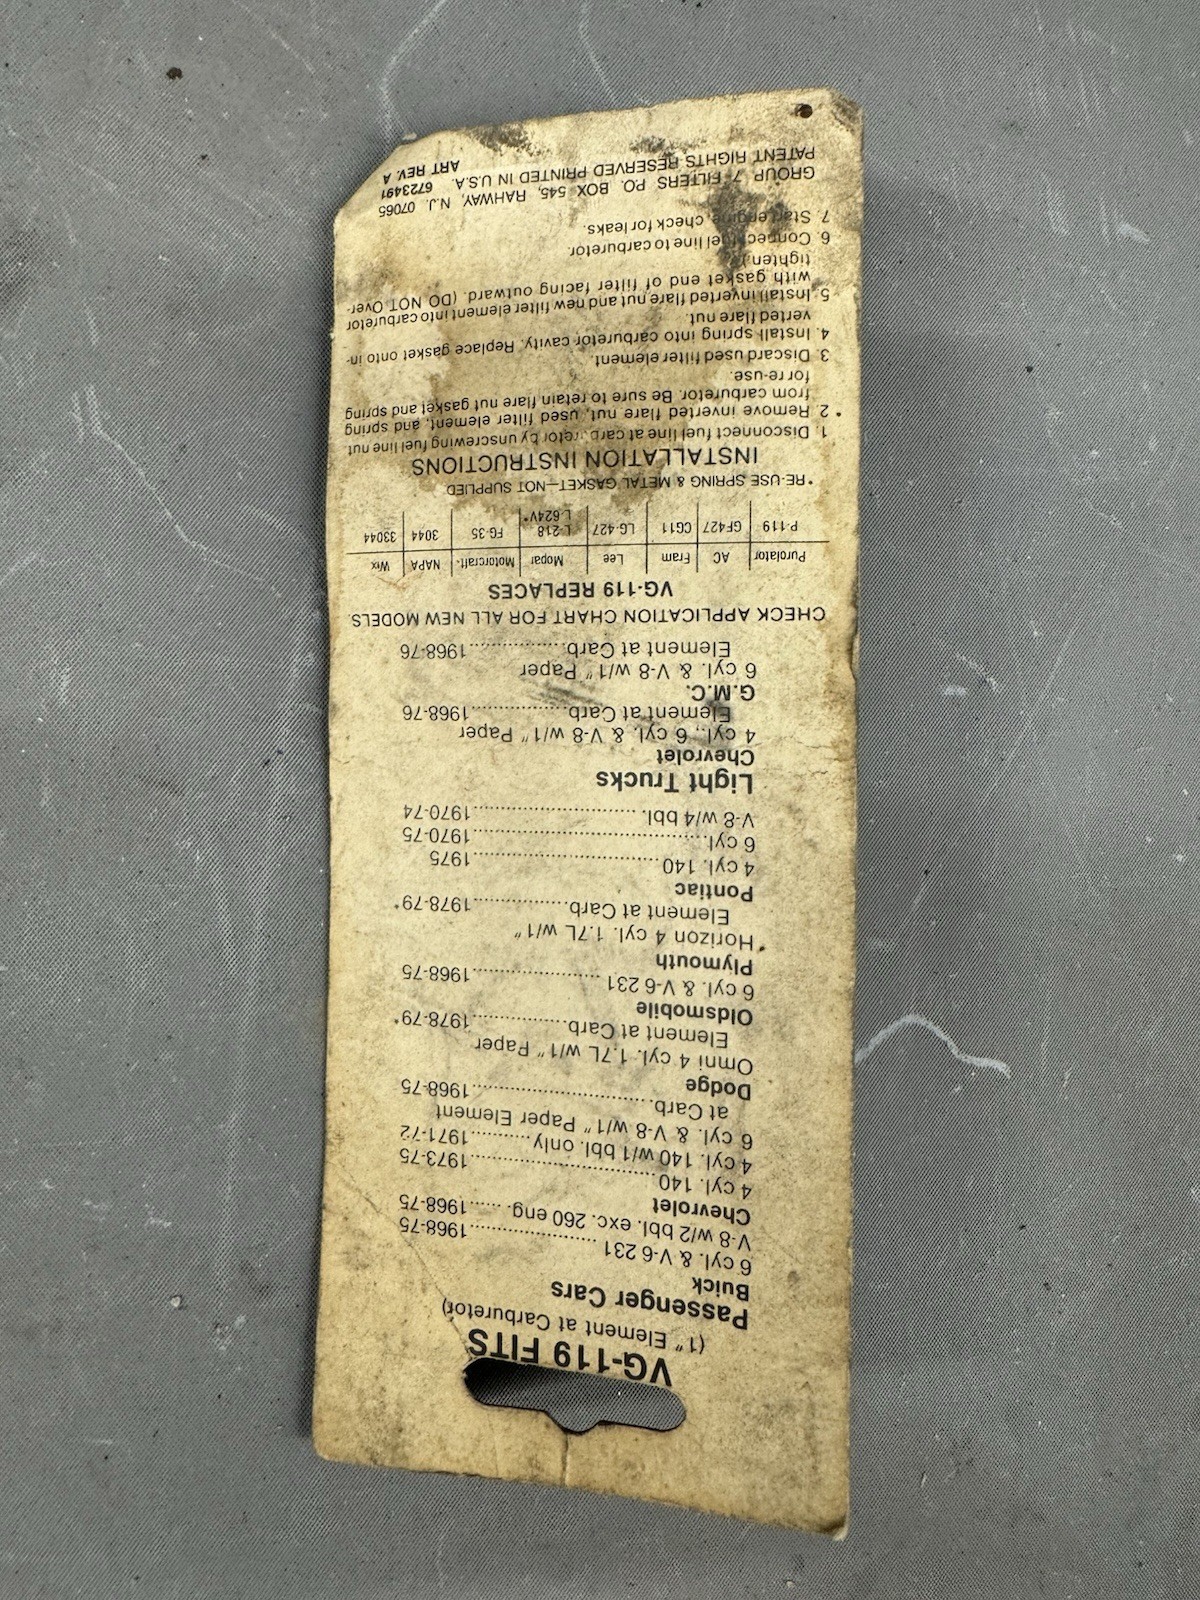 VG-119 FITS
(1" Element at Carburetor)
Passenger Cars
Buick
6 cyl. & V-6 231 ..................1968-75
V-8 w/2 bbl. exc. 260 eng. ......1968-75
Chevrolet
4 cyl. 140 ..........................1973-75
4 cyl. 140 w/1 bbl. only ..........1971-72
6 cyl. & V-8 w/1" Paper Element
at Carb. ..........................1968-75
Dodge
Omni 4 cyl. 1.7L w/1" Paper
Element at Carb. ..............1978-79*
Oldsmobile
6 cyl. & V-6 231 ..................1968-75
Plymouth
*Horizon 4 cyl. 1.7L w/1"
Element at Carb. ..............1978-79*
Pontiac
4 cyl. 140 ..........................1975
6 cyl. ................................1970-75
V-8 w/4 bbl. ........................1970-74
Light Trucks
Chevrolet
4 cyl., 6 cyl. & V-8 w/1" Paper
Element at Carb ..............1968-76
G.M.C.
6 cyl. & V-8 w/1" Paper
Element at Carb. ..............1968-76
CHECK APPLICATION CHART FOR ALL NEW MODELS.
VG-119 REPLACES
Purolator AC Fram Lee Mopar Motorcraft. NAPA Wix
P-119 GF427 CG11 LG-427 L-218 FG-35 3044 33044
L-624V*
*RE-USE SPRING & METAL GASKET—NOT SUPPLIED
INSTALLATION INSTRUCTIONS
1. Disconnect fuel line at carburetor by unscrewing fuel line nut
* 2. Remove inverted flare nut, used filter element, and spring
from carburetor. Be sure to retain flare nut gasket and spring
for re-use.
3. Discard used filter element.
4. Install spring into carburetor cavity. Replace gasket onto in-
verted flare nut.
5. Install inverted flare nut and new filter element into carburetor
with gasket end of filter facing outward. (DO NOT Over-
tighten.)
6. Connect fuel line to carburetor.
7. Start engine, check for leaks.
GROUP 7 FILTERS P.O. BOX 545, RAHWAY, N.J. 07065
PATENT RIGHTS RESERVED PRINTED IN U.S.A. 6723491
ART REV. A